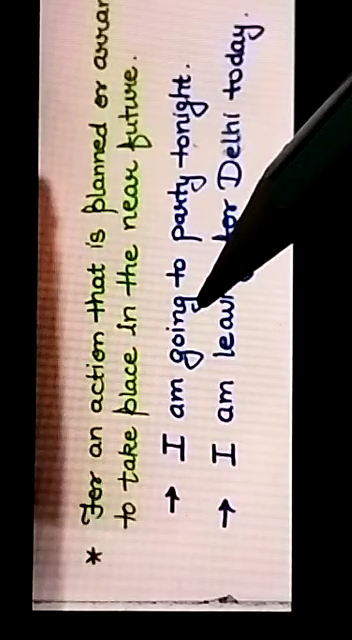 * For an action that is planned or
to take place in the near future.
→ I am going to party tonight.
→ I am for Delhi today.